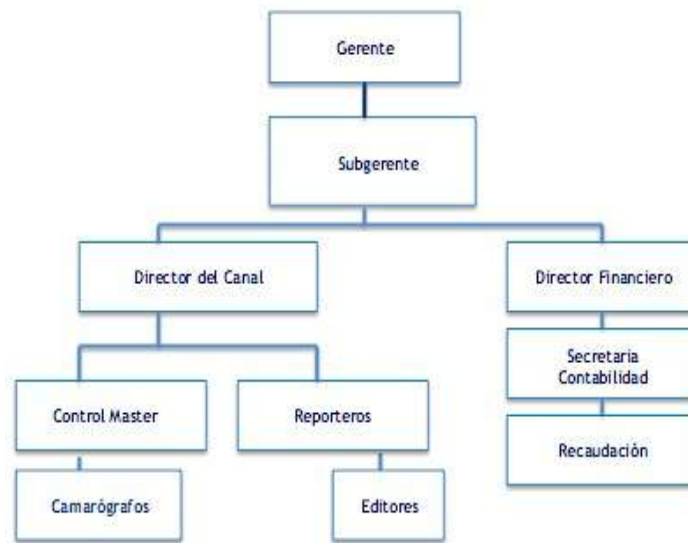 Gerente
Subgerente
Director del Canal
Director Financiero
Secretaria
Contabilidad
Control Master
Reporteros
Recaudación
Camarógrafos
Editores